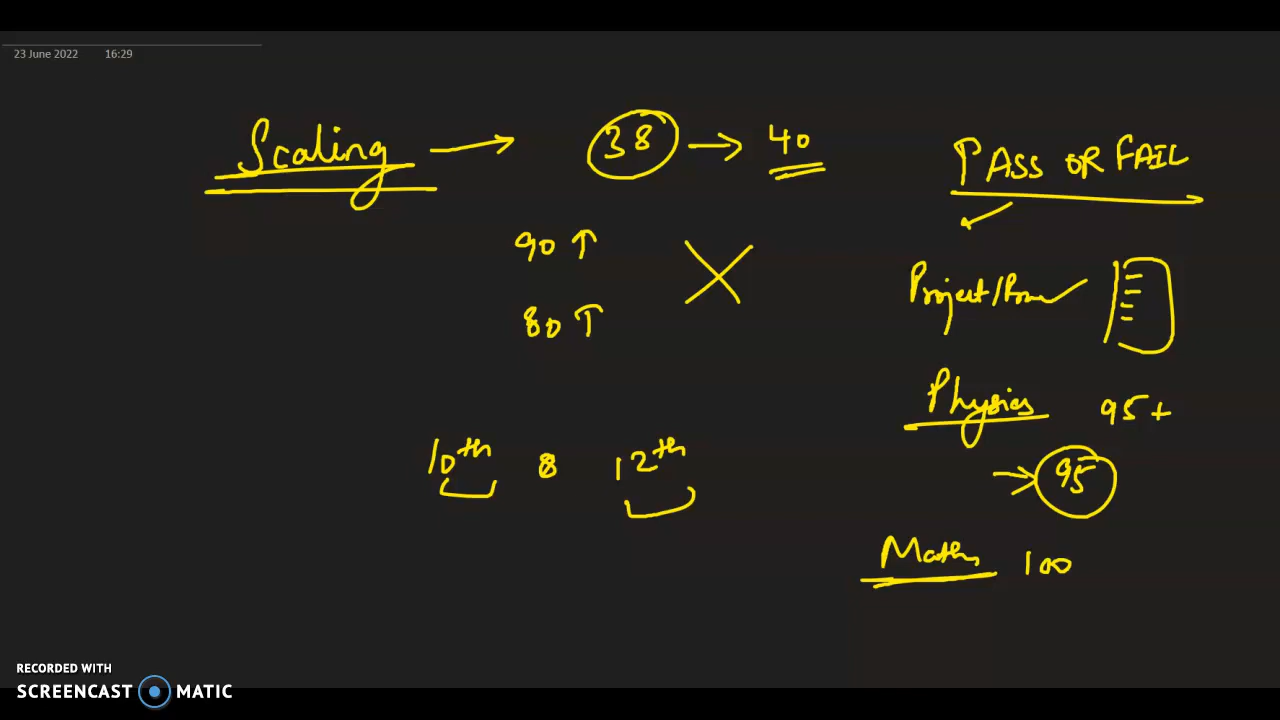 23 June 2022 16:29
Scaling → 38 → 40
PASS OR FAIL
90 ↑
80 ↑
Project/
Physics 95+
→ 95
10th & 12th
Maths 100
RECORDED WITH
SCREENCAST MATIC